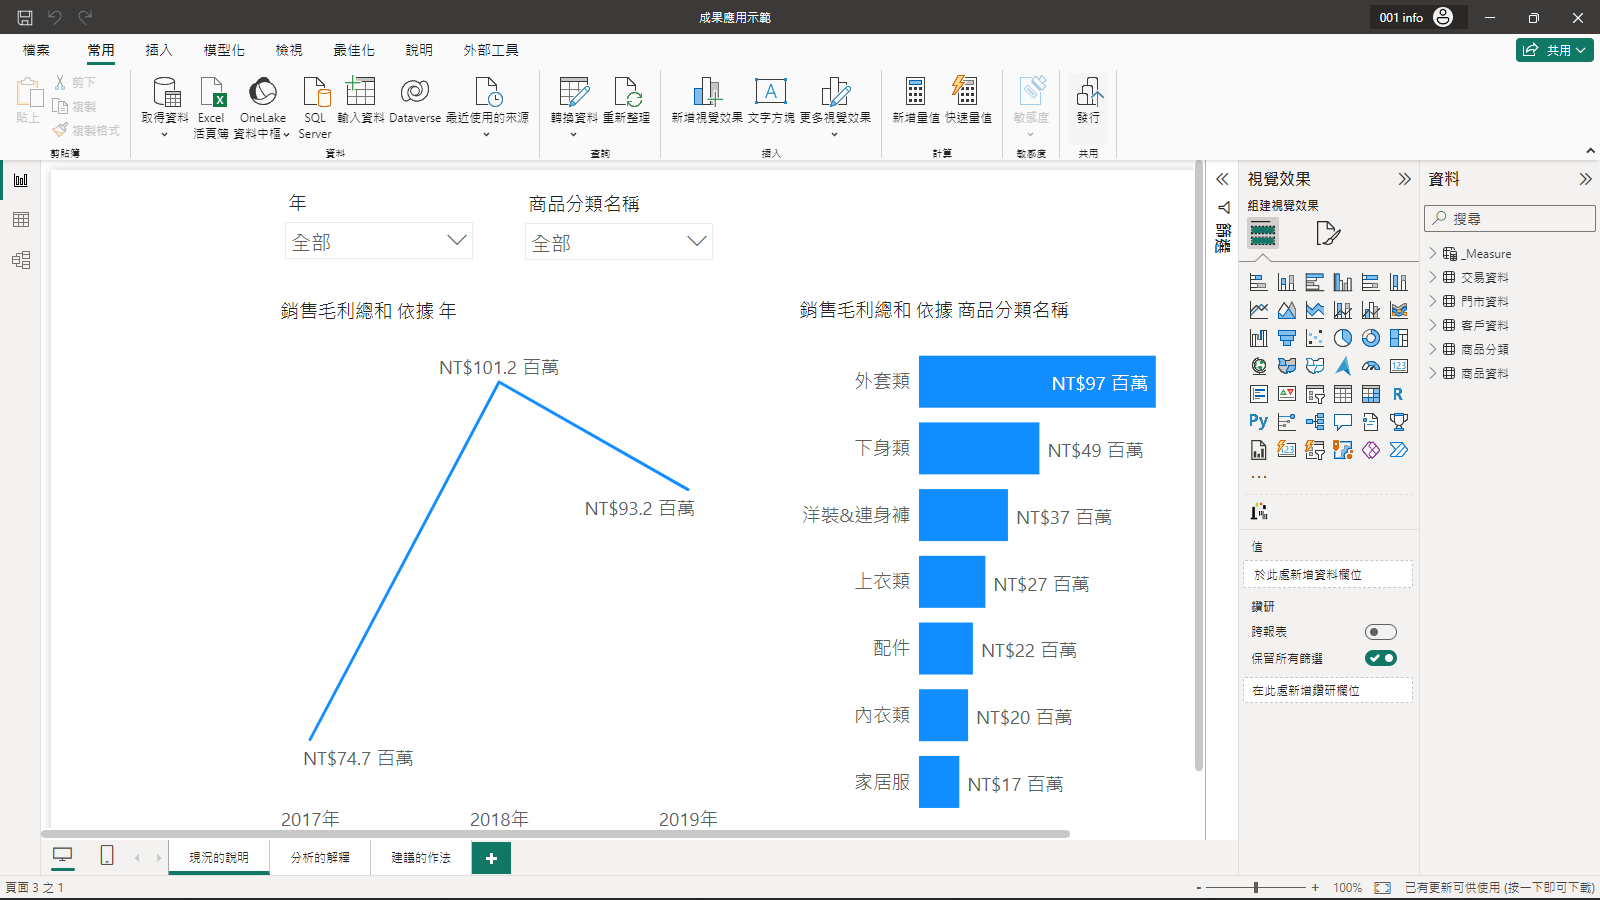 成果應用示範
001 info
檔案 常用 插入 模型化 檢視 最佳化 說明 外部工具
共用
貼上
剪下
複製
複製格式
剪貼簿
取得資料
Excel 活頁簿
OneLake 資料中樞
SQL Server
輸入資料
Dataverse
最近使用的來源
資料
轉換資料
重新整理
查詢
新增視覺效果
文字方塊
更多視覺效果
插入
新增量值
快速量值
計算
敏感度
敏感度
發行
共用
年
全部
商品分類名稱
全部
銷售毛利總和 依據 年
NT$101.2 百萬
NT$93.2 百萬
NT$74.7 百萬
2017年 2018年 2019年
銷售毛利總和 依據 商品分類名稱
外套類 NT$97 百萬
下身類 NT$49 百萬
洋裝&連身褲 NT$37 百萬
上衣類 NT$27 百萬
配件 NT$22 百萬
內衣類 NT$20 百萬
家居服 NT$17 百萬
篩選
視覺效果
組建視覺效果
123
R
Py
123
值
於此處新增資料欄位
鑽研
跨報表
保留所有篩選
在此處新增鑽研欄位
資料
搜尋
_Measure
交易資料
門市資料
客戶資料
商品分類
商品資料
現況的說明 分析的解釋 建議的作法 +
頁面 3 之 1
- + 100%
已有更新可供使用 (按一下即可下載)